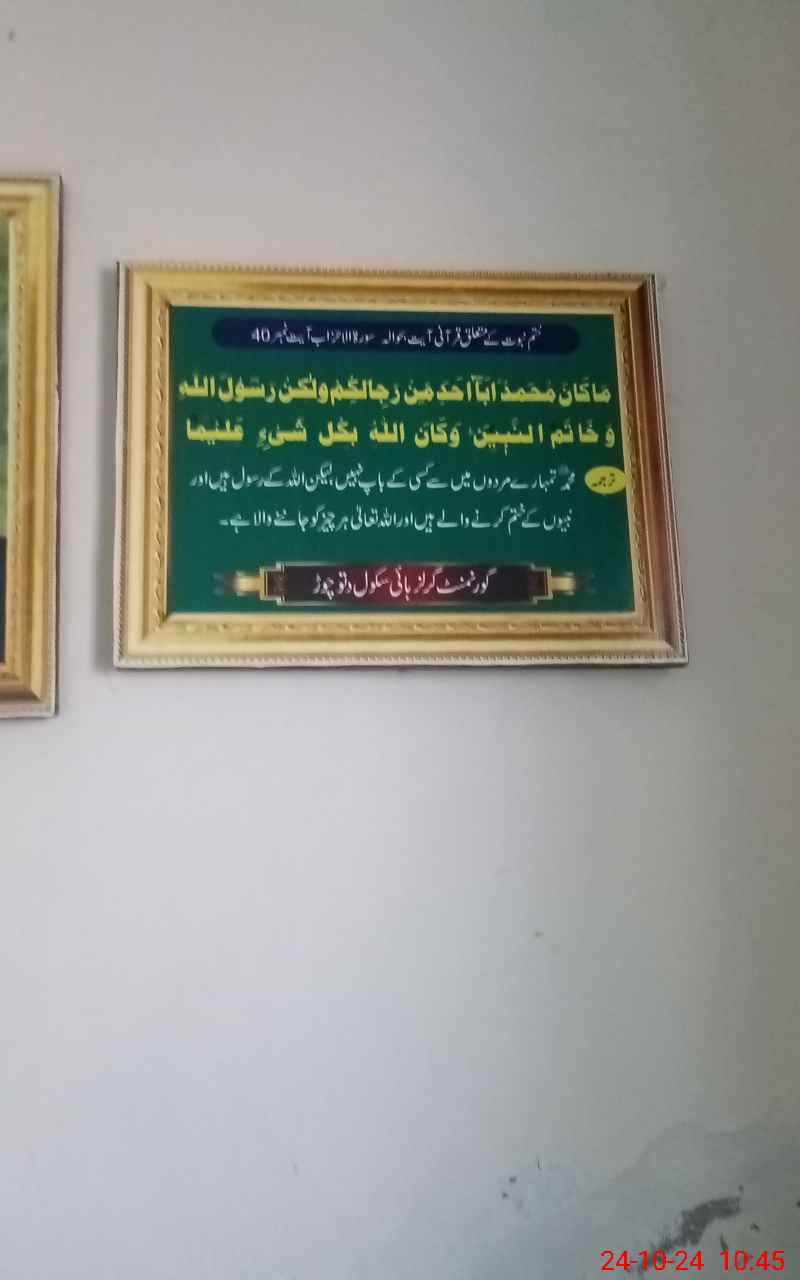 ختم نبوت کے متعلق قرآنی آیت بحوالہ سورۃ الاحزاب آیت نمبر 40
مَا كَانَ مُحَمَّدٌ اَبَآ اَحَدٍ مِّنْ رِّجَالِكُمْ وَلٰكِنْ رَّسُوْلَ اللّٰهِ
وَ خَاتَمَ النَّبِيّٖنَ ؕ وَكَانَ اللّٰهُ بِكُلِّ شَیْءٍ عَلِيْمًا
ترجمہ محمدؐ تمہارے مردوں میں سے کسی کے باپ نہیں لیکن اللہ کے رسول ہیں اور
نبیوں کے ختم کرنے والے ہیں اور اللہ تعالیٰ ہر چیز کو جاننے والا ہے۔
گورنمنٹ گرلز ہائی سکول دتو چوڑ
24-10-24 10:45